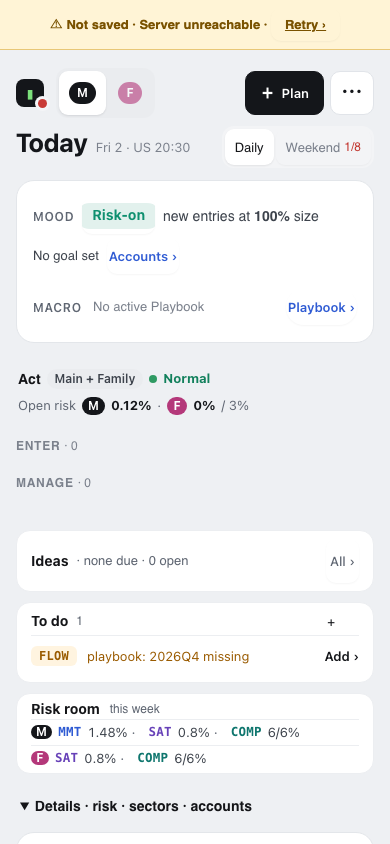 ⚠ Not saved · Server unreachable · Retry ›
M F + Plan ···
Today Fri 2 · US 20:30 Daily Weekend 1/8
MOOD Risk-on new entries at 100% size
No goal set Accounts ›
MACRO No active Playbook Playbook ›
Act Main + Family ● Normal
Open risk M 0.12% · F 0% / 3%
ENTER · 0
MANAGE · 0
Ideas · none due · 0 open All ›
To do 1 +
FLOW playbook: 2026Q4 missing Add ›
Risk room this week
M MMT 1.48% · SAT 0.8% · COMP 6/6%
F SAT 0.8% · COMP 6/6%
▼ Details · risk · sectors · accounts